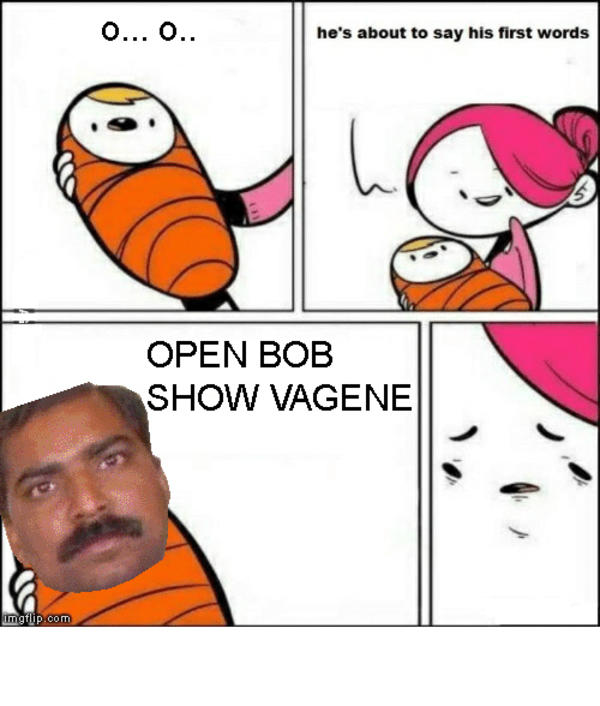 O... O..
he's about to say his first words
OPEN BOB
SHOW VAGENE
imgflip.com